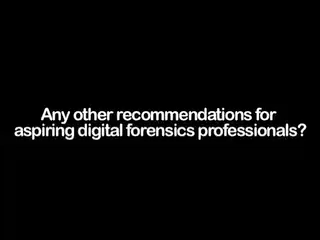 Any other recommendations for
aspiring digital forensics professionals?